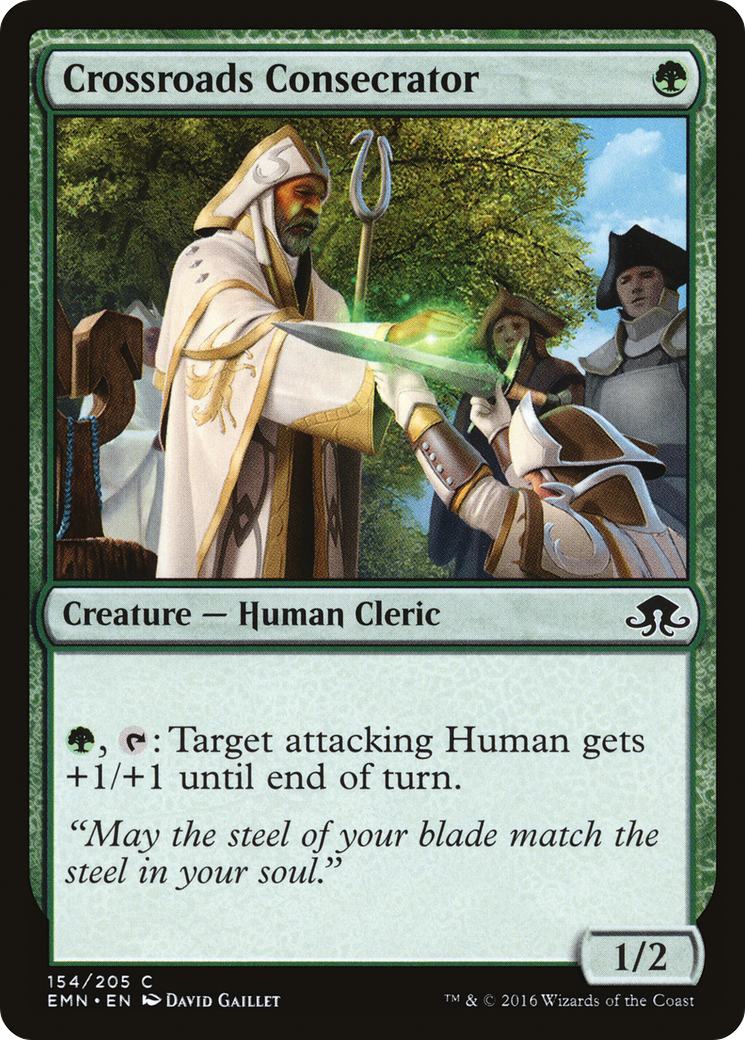 Crossroads Consecrator
Creature — Human Cleric
, : Target attacking Human gets
+1/+1 until end of turn.
“May the steel of your blade match the
steel in your soul.”
1/2
154/205 C
EMN • EN David Gaillet
™ & © 2016 Wizards of the Coast